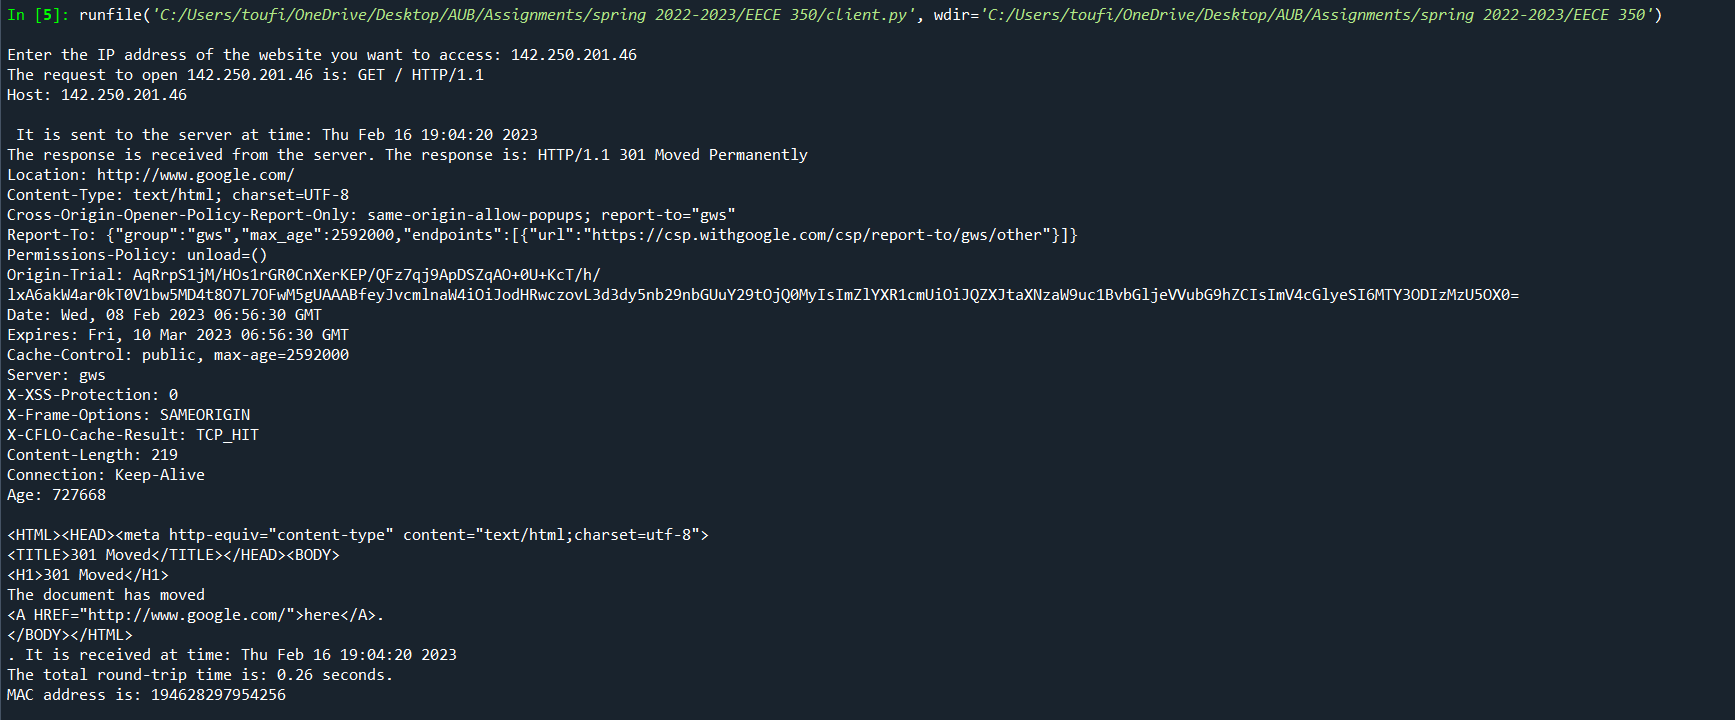 In [5]: runfile('C:/Users/toufi/OneDrive/Desktop/AUB/Assignments/spring 2022-2023/EECE 350/client.py', wdir='C:/Users/toufi/OneDrive/Desktop/AUB/Assignments/spring 2022-2023/EECE 350')
Enter the IP address of the website you want to access: 142.250.201.46
The request to open 142.250.201.46 is: GET / HTTP/1.1
Host: 142.250.201.46
It is sent to the server at time: Thu Feb 16 19:04:20 2023
The response is received from the server. The response is: HTTP/1.1 301 Moved Permanently
Location: http://www.google.com/
Content-Type: text/html; charset=UTF-8
Cross-Origin-Opener-Policy-Report-Only: same-origin-allow-popups; report-to="gws"
Report-To: {"group":"gws","max_age":2592000,"endpoints":[{"url":"https://csp.withgoogle.com/csp/report-to/gws/other"}]}
Permissions-Policy: unload=()
Origin-Trial: AqRrpS1jM/HOs1rGR0CnXerKEP/QFz7qj9ApDSZqAO+0U+KcT/h/
lxA6akW4ar0kT0V1bw5MD4t8O7L7OFwM5gUAAABfeyJvcmlnaW4iOiJodHRwczovL3d3dy5nb29nbGUuY29tOjQ0MyIsImZlYXR1cmUiOiJQZXJtaXNzaW9uc1BvbGljeVVubG9hZCIsImV4cGlyeSI6MTY3ODIzMzU5OX0=
Date: Wed, 08 Feb 2023 06:56:30 GMT
Expires: Fri, 10 Mar 2023 06:56:30 GMT
Cache-Control: public, max-age=2592000
Server: gws
X-XSS-Protection: 0
X-Frame-Options: SAMEORIGIN
X-CFLO-Cache-Result: TCP_HIT
Content-Length: 219
Connection: Keep-Alive
Age: 727668
<HTML><HEAD><meta http-equiv="content-type" content="text/html;charset=utf-8">
<TITLE>301 Moved</TITLE></HEAD><BODY>
<H1>301 Moved</H1>
The document has moved
<A HREF="http://www.google.com/">here</A>.
</BODY></HTML>
. It is received at time: Thu Feb 16 19:04:20 2023
The total round-trip time is: 0.26 seconds.
MAC address is: 194628297954256